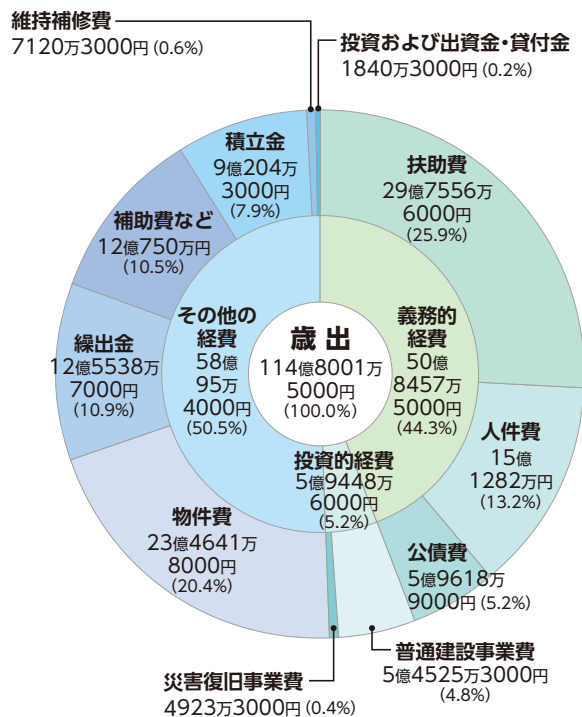 維持補修費
7120万3000円 (0.6%)
投資および出資金・貸付金
1840万3000円 (0.2%)
積立金
9億204万
3000円
(7.9%)
扶助費
29億7556万
6000円
(25.9%)
補助費など
12億750万円
(10.5%)
繰出金
12億5538万
7000円
(10.9%)
その他の
経費
58億
95万
4000円
(50.5%)
歳出
114億8001万
5000円
(100.0%)
義務的
経費
50億
8457万
5000円
(44.3%)
人件費
15億
1282万円
(13.2%)
投資的経費
5億9448万
6000円
(5.2%)
物件費
23億4641万
8000円
(20.4%)
公債費
5億9618万
9000円 (5.2%)
普通建設事業費
5億4525万3000円
(4.8%)
災害復旧事業費
4923万3000円 (0.4%)